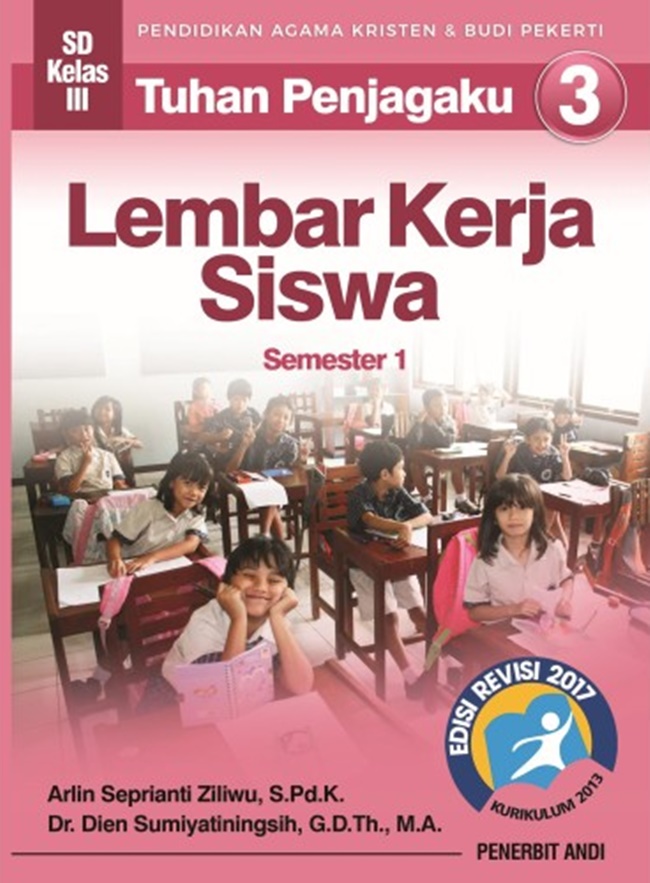 PENDIDIKAN AGAMA KRISTEN & BUDI PEKERTI
SD
Kelas
III
Tuhan Penjagaku 3
Lembar Kerja
Siswa
Semester 1
EDISI REVISI 2017
KURIKULUM 2013
Arlin Seprianti Ziliwu, S.Pd.K.
Dr. Dien Sumiyatiningsih, G.D.Th., M.A.
PENERBIT ANDI